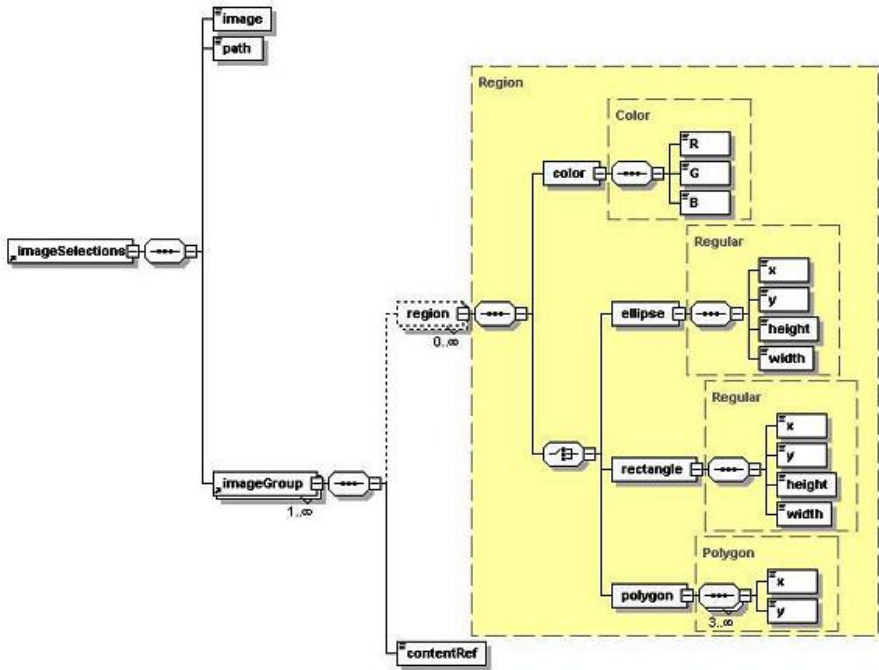 image
path
Region
Color
R
color
G
B
imageSelections
Regular
x
y
region
ellipse
height
0..∞
width
Regular
x
y
rectangle
height
imageGroup
width
1..∞
Polygon
x
polygon
y
3..∞
contentRef